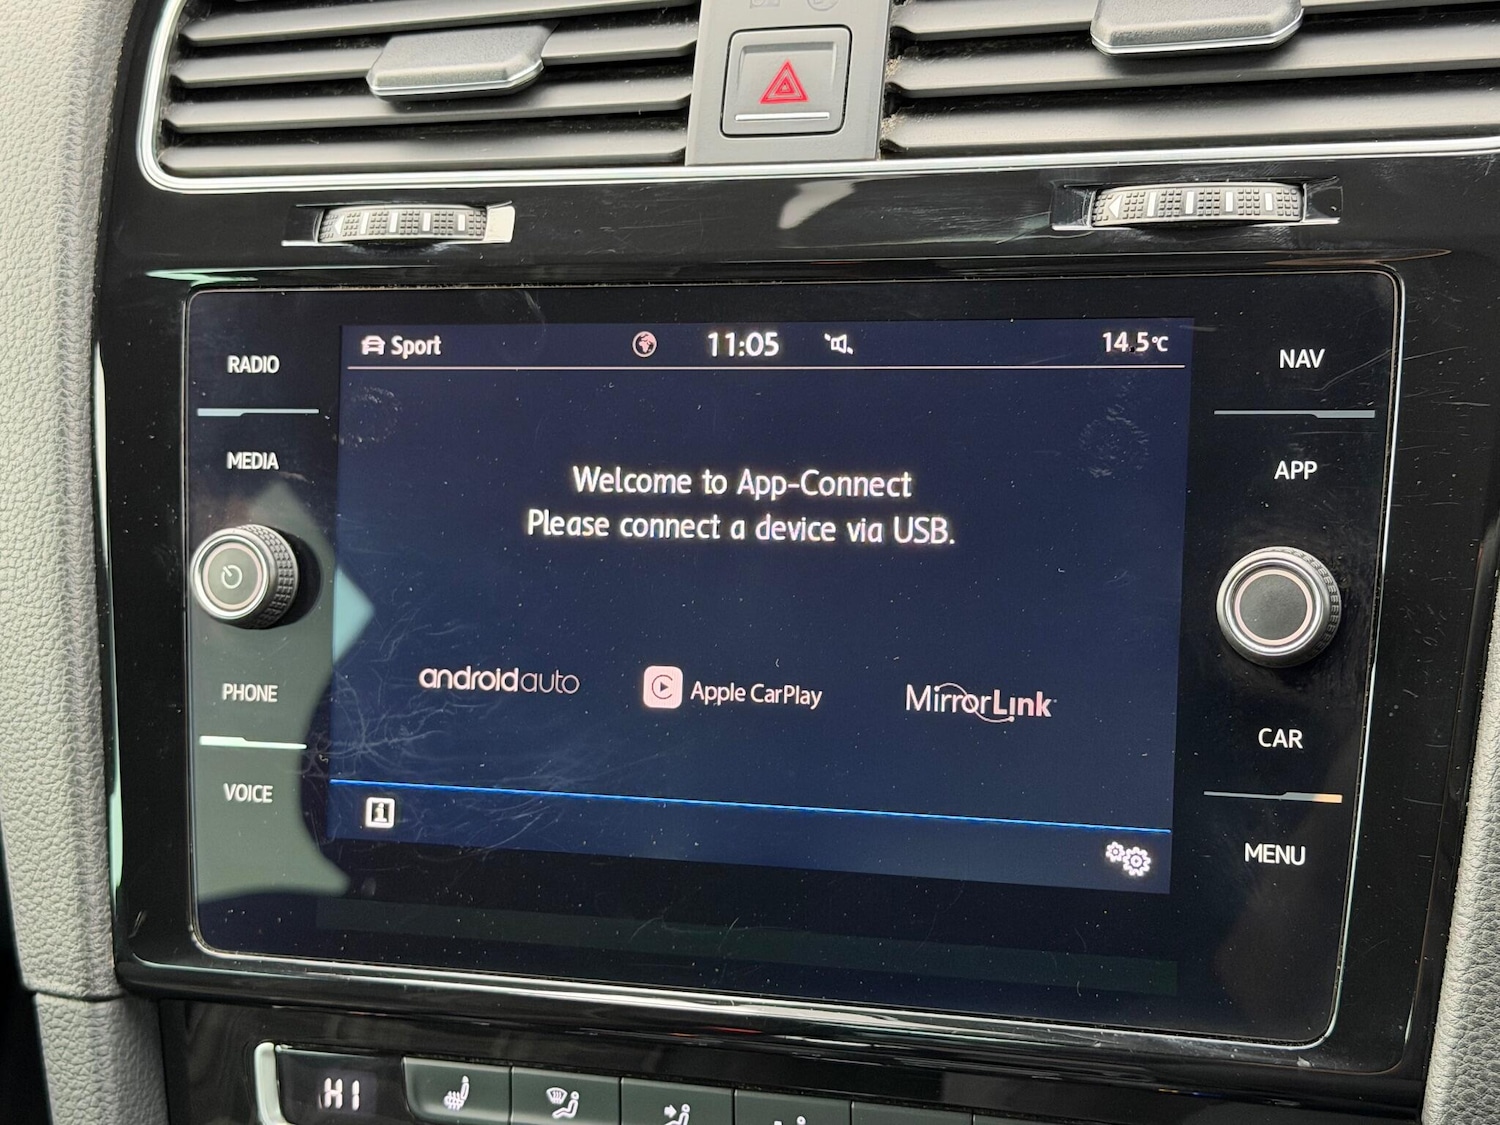 Sport
11:05
14.5°C
RADIO
MEDIA
PHONE
VOICE
Welcome to App-Connect
Please connect a device via USB.
androidauto
Apple CarPlay
MirrorLink
i
NAV
APP
CAR
MENU
HI